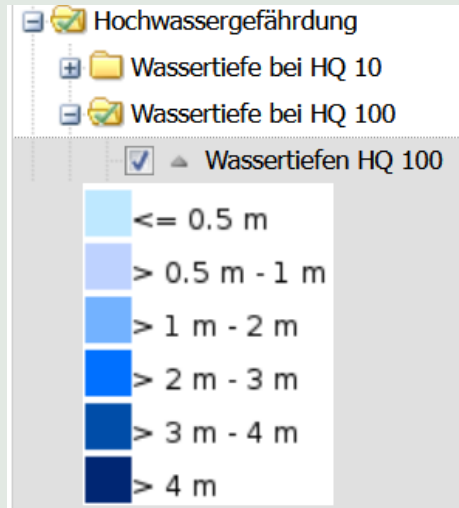 Hochwassergefährdung
Wassertiefe bei HQ 10
Wassertiefe bei HQ 100
Wassertiefen HQ 100
<= 0.5 m
> 0.5 m - 1 m
> 1 m - 2 m
> 2 m - 3 m
> 3 m - 4 m
> 4 m